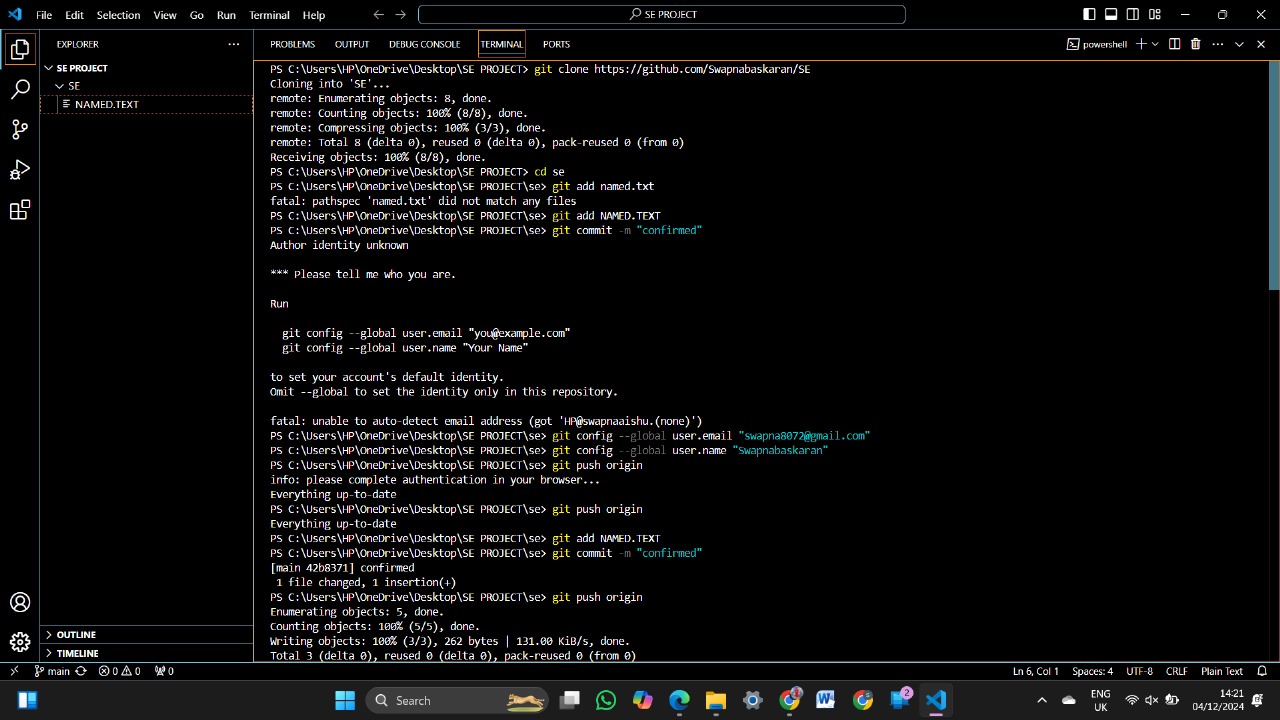 File Edit Selection View Go Run Terminal Help
SE PROJECT
EXPLORER
SE PROJECT
SE
NAMED.TEXT
OUTLINE
TIMELINE
PROBLEMS OUTPUT DEBUG CONSOLE TERMINAL PORTS
powershell
PS C:\Users\HP\OneDrive\Desktop\SE PROJECT> git clone https://github.com/Swapnabaskaran/SE
Cloning into 'SE'...
remote: Enumerating objects: 8, done.
remote: Counting objects: 100% (8/8), done.
remote: Compressing objects: 100% (3/3), done.
remote: Total 8 (delta 0), reused 0 (delta 0), pack-reused 0 (from 0)
Receiving objects: 100% (8/8), done.
PS C:\Users\HP\OneDrive\Desktop\SE PROJECT> cd se
PS C:\Users\HP\OneDrive\Desktop\SE PROJECT\se> git add named.txt
fatal: pathspec 'named.txt' did not match any files
PS C:\Users\HP\OneDrive\Desktop\SE PROJECT\se> git add NAMED.TEXT
PS C:\Users\HP\OneDrive\Desktop\SE PROJECT\se> git commit -m "confirmed"
Author identity unknown
*** Please tell me who you are.
Run
git config --global user.email "you@example.com"
git config --global user.name "Your Name"
to set your account's default identity.
Omit --global to set the identity only in this repository.
fatal: unable to auto-detect email address (got 'HP@swapnaaishu.(none)')
PS C:\Users\HP\OneDrive\Desktop\SE PROJECT\se> git config --global user.email "swapna8072@gmail.com"
PS C:\Users\HP\OneDrive\Desktop\SE PROJECT\se> git config --global user.name "Swapnabaskaran"
PS C:\Users\HP\OneDrive\Desktop\SE PROJECT\se> git push origin
info: please complete authentication in your browser...
Everything up-to-date
PS C:\Users\HP\OneDrive\Desktop\SE PROJECT\se> git push origin
Everything up-to-date
PS C:\Users\HP\OneDrive\Desktop\SE PROJECT\se> git add NAMED.TEXT
PS C:\Users\HP\OneDrive\Desktop\SE PROJECT\se> git commit -m "confirmed"
[main 42b8371] confirmed
1 file changed, 1 insertion(+)
PS C:\Users\HP\OneDrive\Desktop\SE PROJECT\se> git push origin
Enumerating objects: 5, done.
Counting objects: 100% (5/5), done.
Writing objects: 100% (3/3), 262 bytes | 131.00 KiB/s, done.
Total 3 (delta 0), reused 0 (delta 0), pack-reused 0 (from 0)
main 0 0 0 Ln 6, Col 1 Spaces: 4 UTF-8 CRLF Plain Text
Search
2
ENG
UK
14:21
04/12/2024